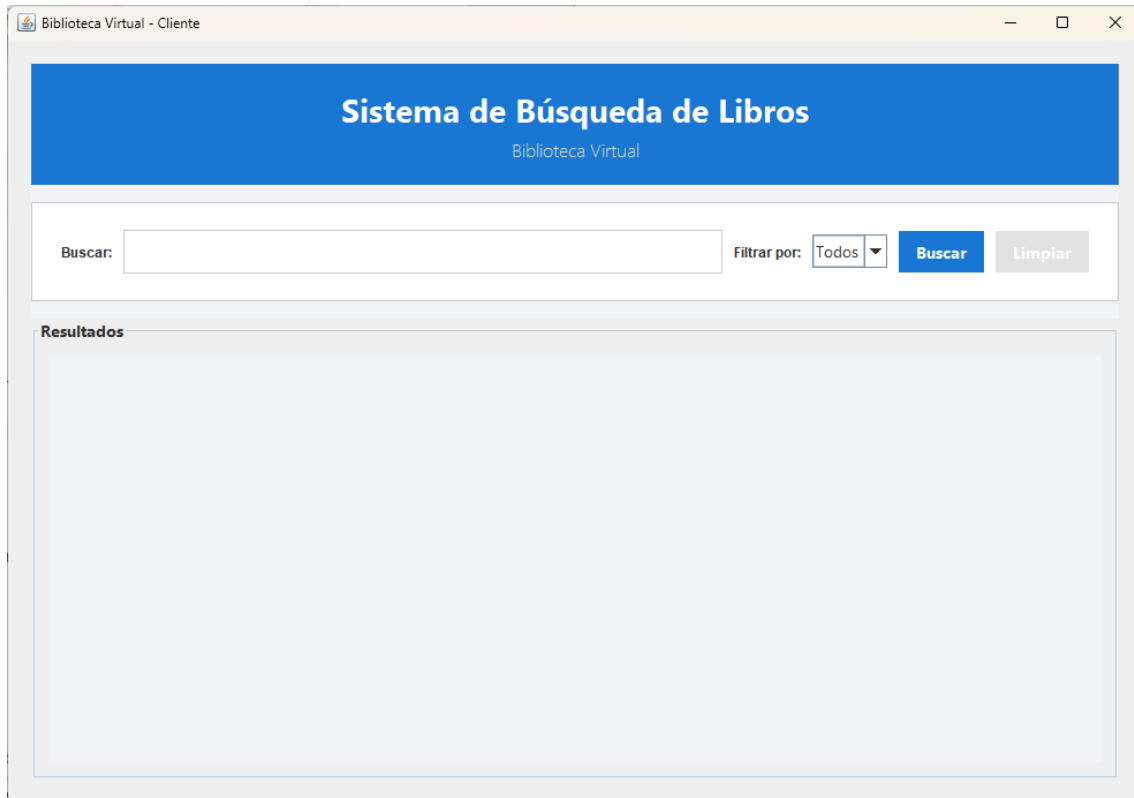 Biblioteca Virtual - Cliente
Sistema de Búsqueda de Libros
Biblioteca Virtual
Buscar: Filtrar por: Todos Buscar Limpiar
Resultados